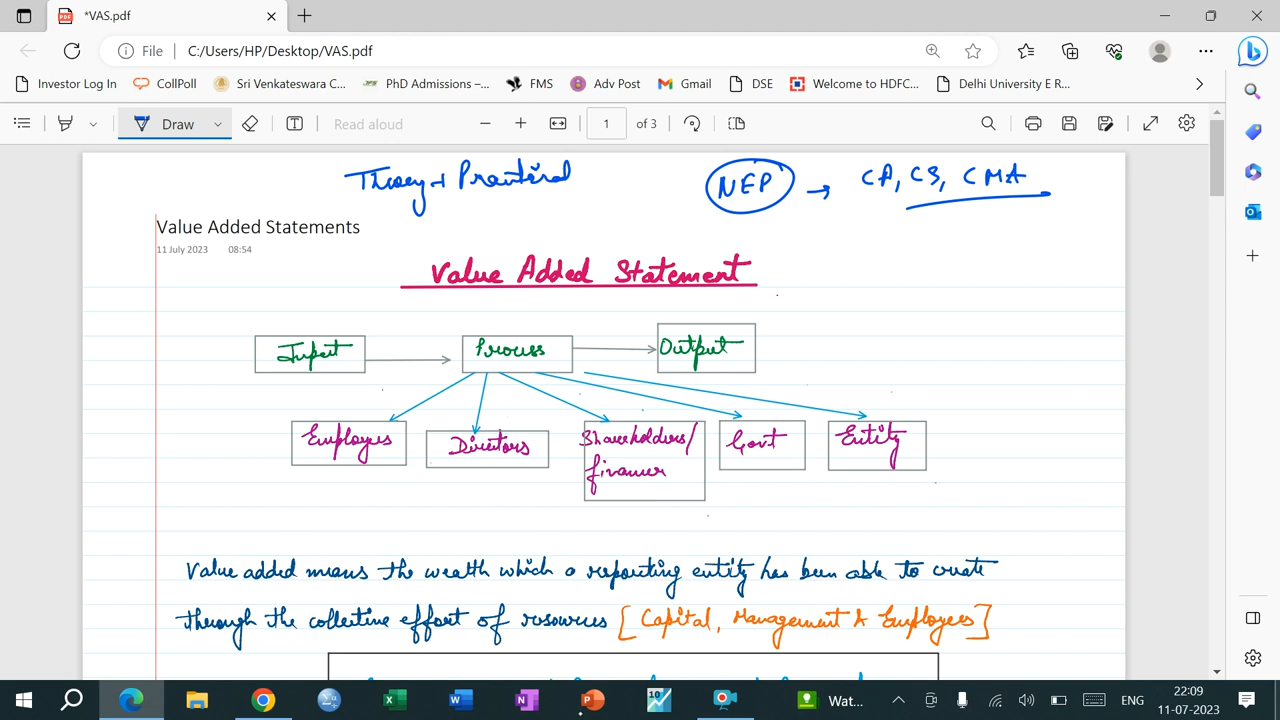 *VAS.pdf
File C:/Users/HP/Desktop/VAS.pdf
Investor Log In CollPoll Sri Venkateswara C... PhD Admissions –... FMS Adv Post Gmail DSE Welcome to HDFC... Delhi University E R...
Draw Read aloud 1 of 3
Theory + Practical NEP → CA, CS, CMA
Value Added Statements
11 July 2023 08:54
Value Added Statement
Input Process Output
Employees Directors Shareholders/ Govt Entity
financer
Value added means the wealth which a reporting entity has been able to create
through the collective effort of resources [Capital, Management & Employees]
Wat... ENG 22:09
11-07-2023